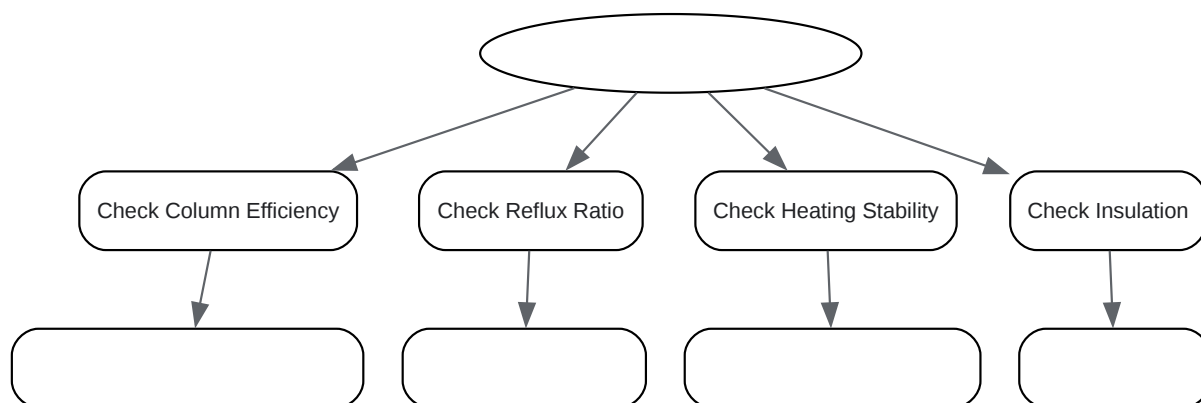 Check Column Efficiency
Check Reflux Ratio
Check Heating Stability
Check Insulation